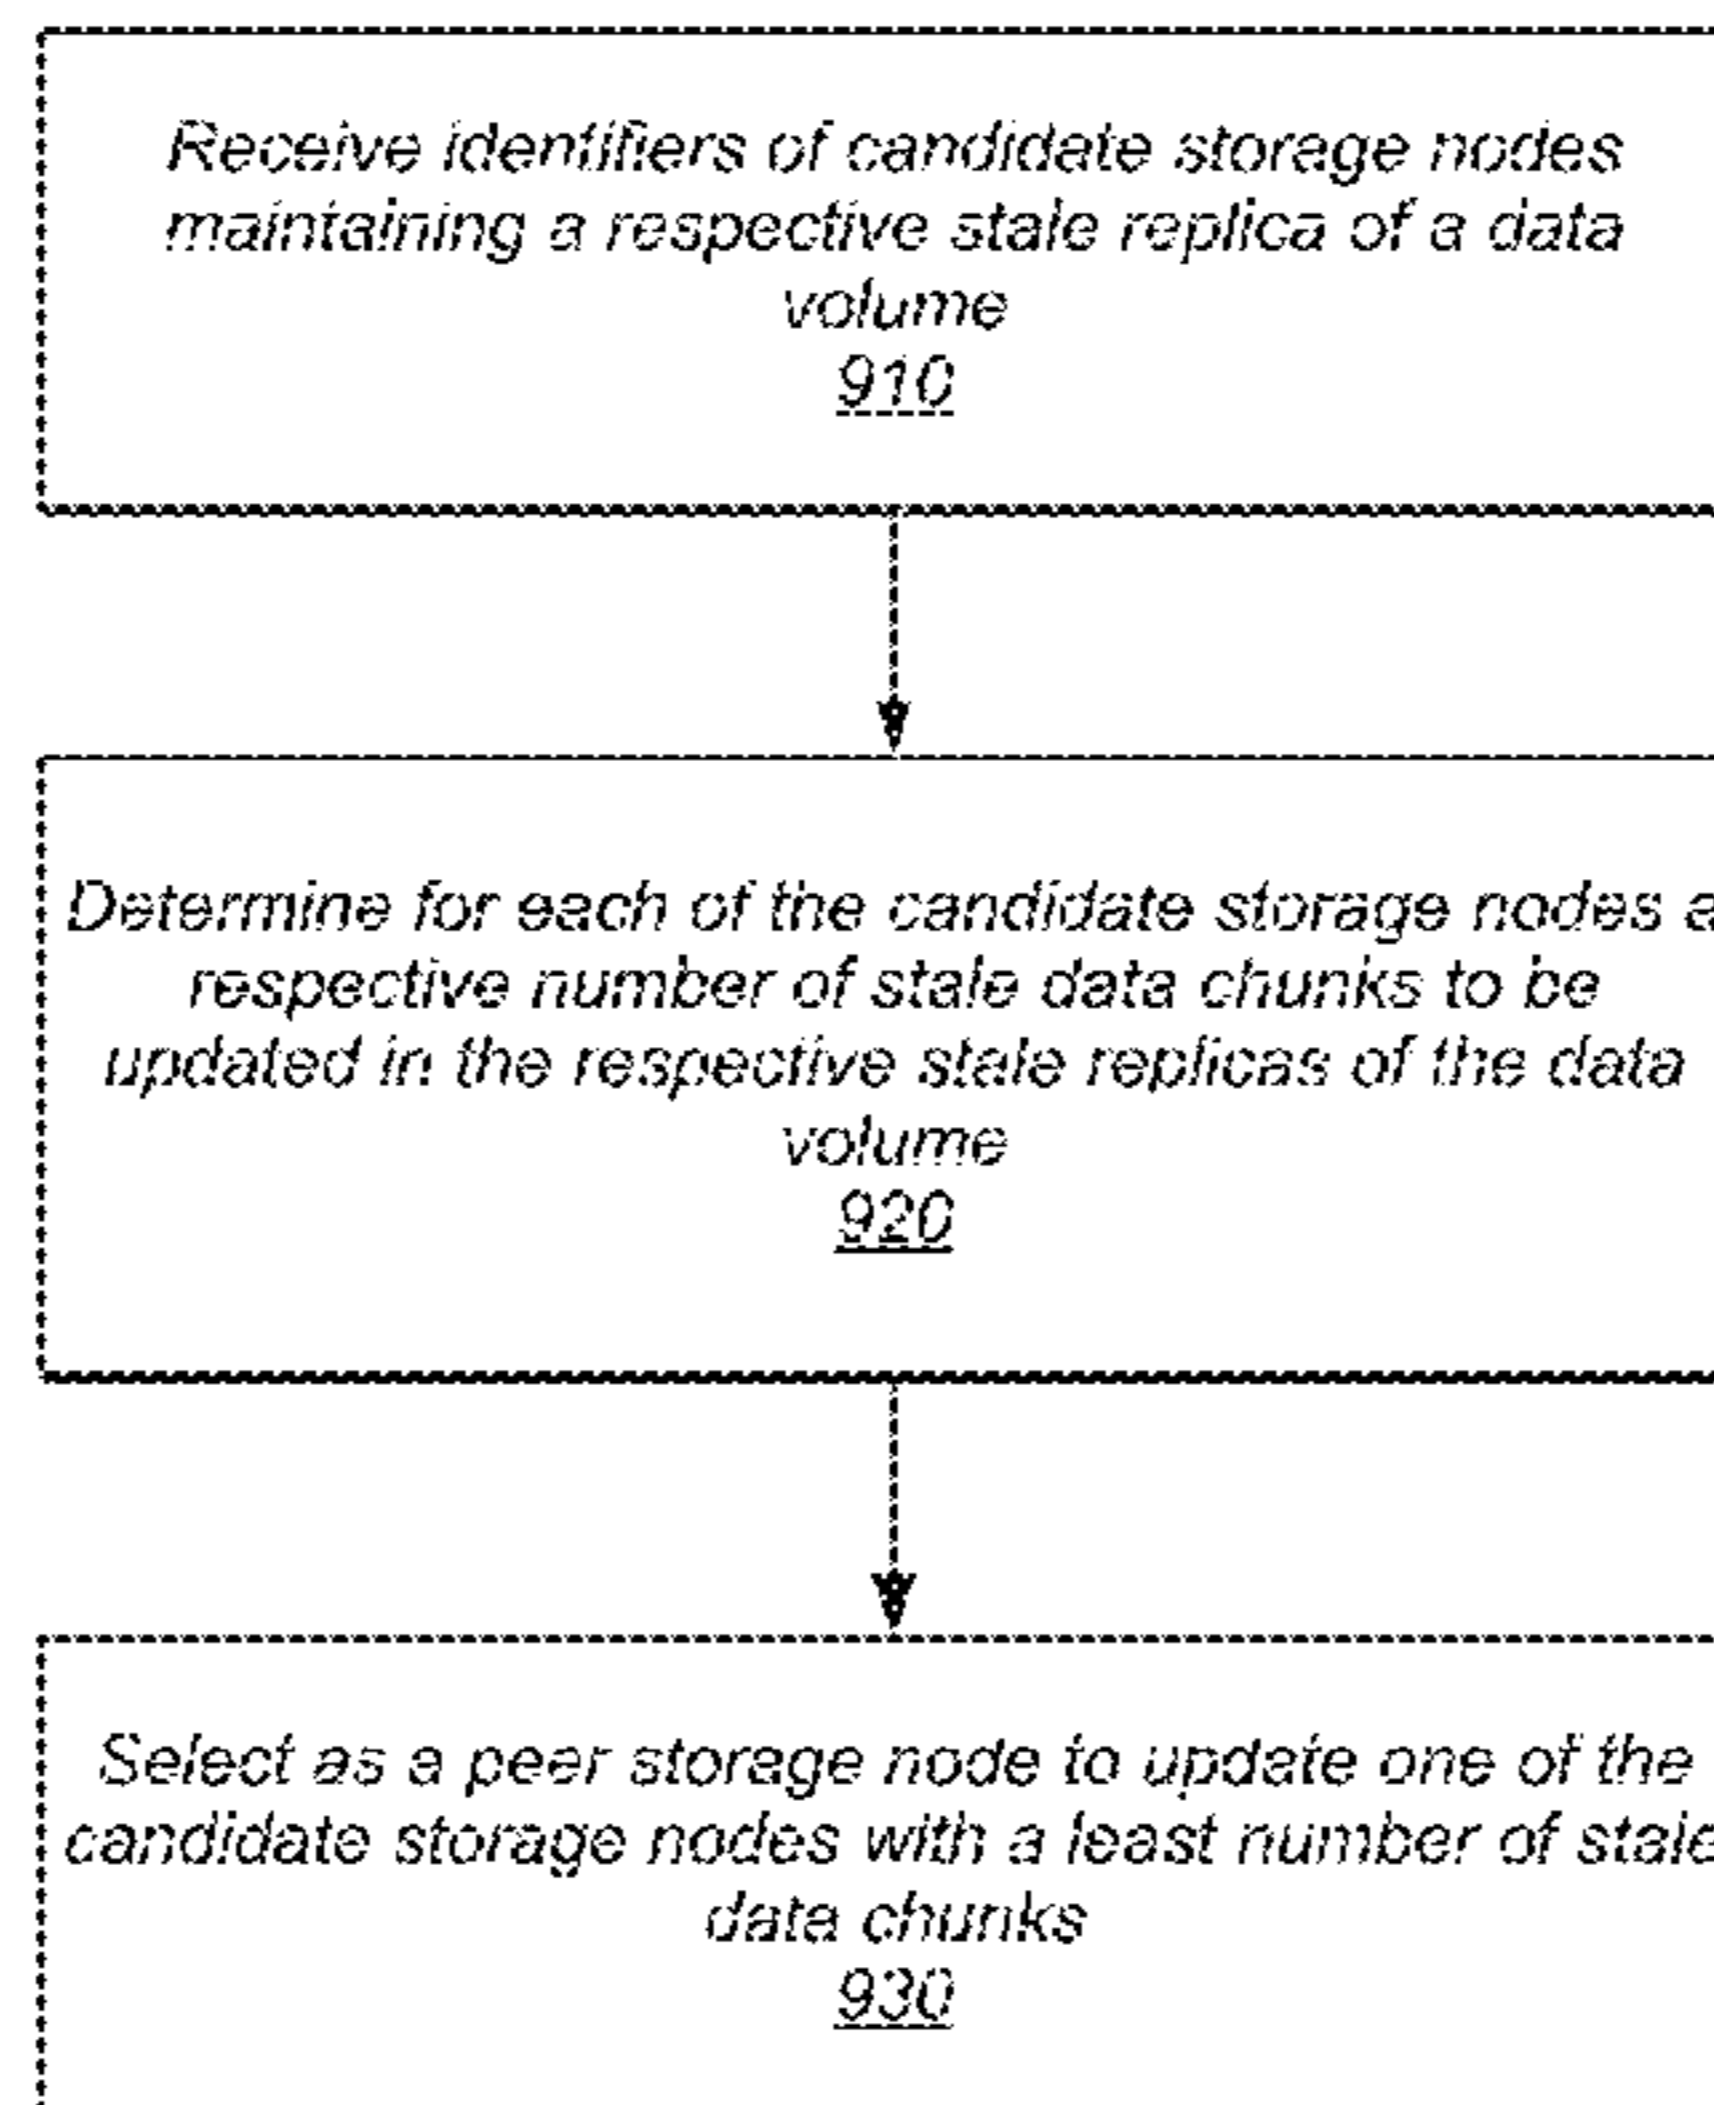 Receive identifiers of candidate storage nodes
maintaining a respective stale replica of a data
volume
910
Determine for each of the candidate storage nodes a
respective number of stale data chunks to be
updated in the respective stale replicas of the data
volume
920
Select as a peer storage node to update one of the
candidate storage nodes with a least number of stale
data chunks
930